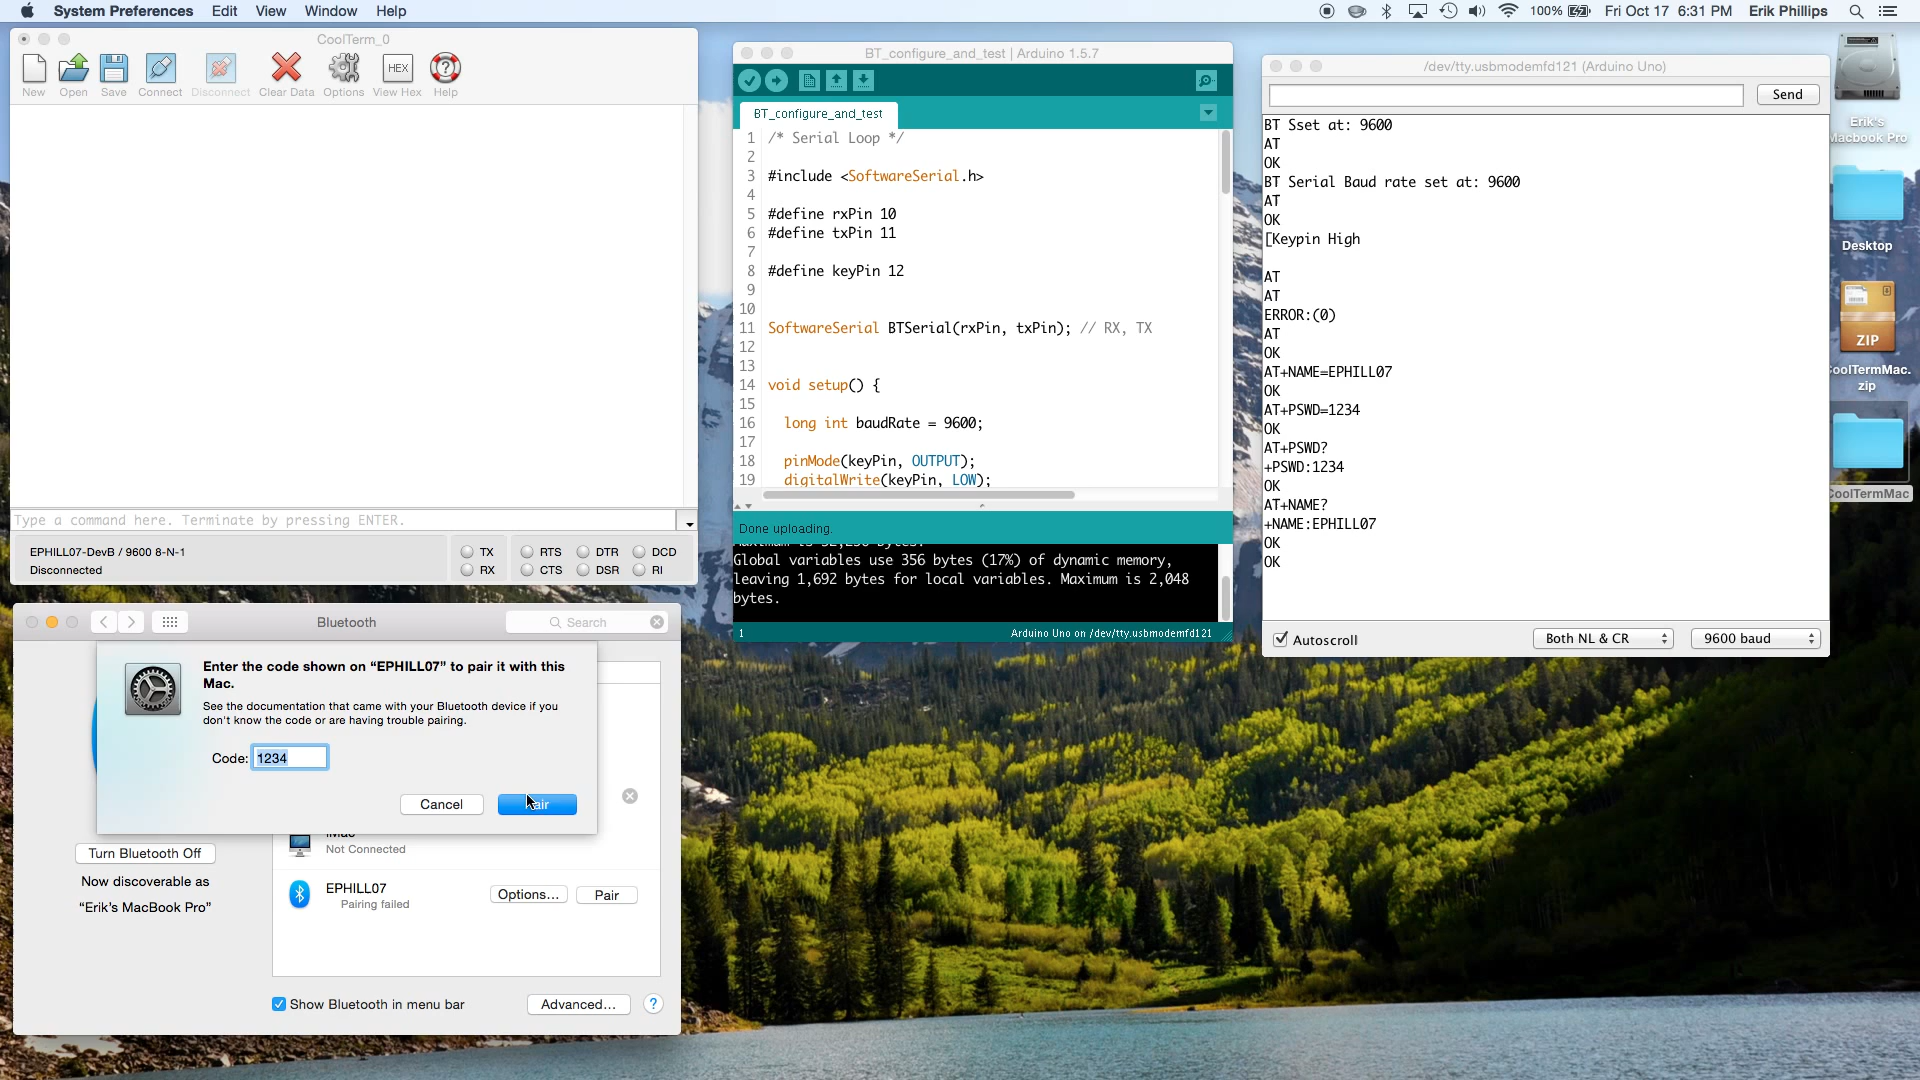 System Preferences Edit View Window Help
100% Fri Oct 17 6:31 PM Erik Phillips
CoolTerm_0
HEX
New Open Save Connect Disconnect Clear Data Options View Hex Help
Type a command here. Terminate by pressing ENTER.
EPHILL07-DevB / 9600 8-N-1
Disconnected
TX RTS DTR DCD
RX CTS DSR RI
BT_configure_and_test | Arduino 1.5.7
BT_configure_and_test
1 /* Serial Loop */
2
3 #include <SoftwareSerial.h>
4
5 #define rxPin 10
6 #define txPin 11
7
8 #define keyPin 12
9
10
11 SoftwareSerial BTSerial(rxPin, txPin); // RX, TX
12
13
14 void setup() {
15
16 long int baudRate = 9600;
17
18 pinMode(keyPin, OUTPUT);
19 digitalWrite(keyPin, LOW);
Done uploading.
Global variables use 356 bytes (17%) of dynamic memory,
leaving 1,692 bytes for local variables. Maximum is 2,048
bytes.
1 Arduino Uno on /dev/tty.usbmodemfd121
/dev/tty.usbmodemfd121 (Arduino Uno)
Send
BT Sset at: 9600
AT
OK
BT Serial Baud rate set at: 9600
AT
OK
[Keypin High
AT
AT
ERROR:(0)
AT
OK
AT+NAME=EPHILL07
OK
AT+PSWD=1234
OK
AT+PSWD?
+PSWD:1234
OK
AT+NAME?
+NAME:EPHILL07
OK
OK
Autoscroll Both NL & CR 9600 baud
Erik's
Macbook Pro
Desktop
ZIP
CoolTermMac.
zip
CoolTermMac
Bluetooth
Search
Enter the code shown on “EPHILL07” to pair it with this
Mac.
See the documentation that came with your Bluetooth device if you
don't know the code or are having trouble pairing.
Code: 1234
Cancel Pair
iMac
Not Connected
Turn Bluetooth Off
Now discoverable as
“Erik's MacBook Pro”
EPHILL07
Pairing failed
Options... Pair
Show Bluetooth in menu bar
Advanced... ?